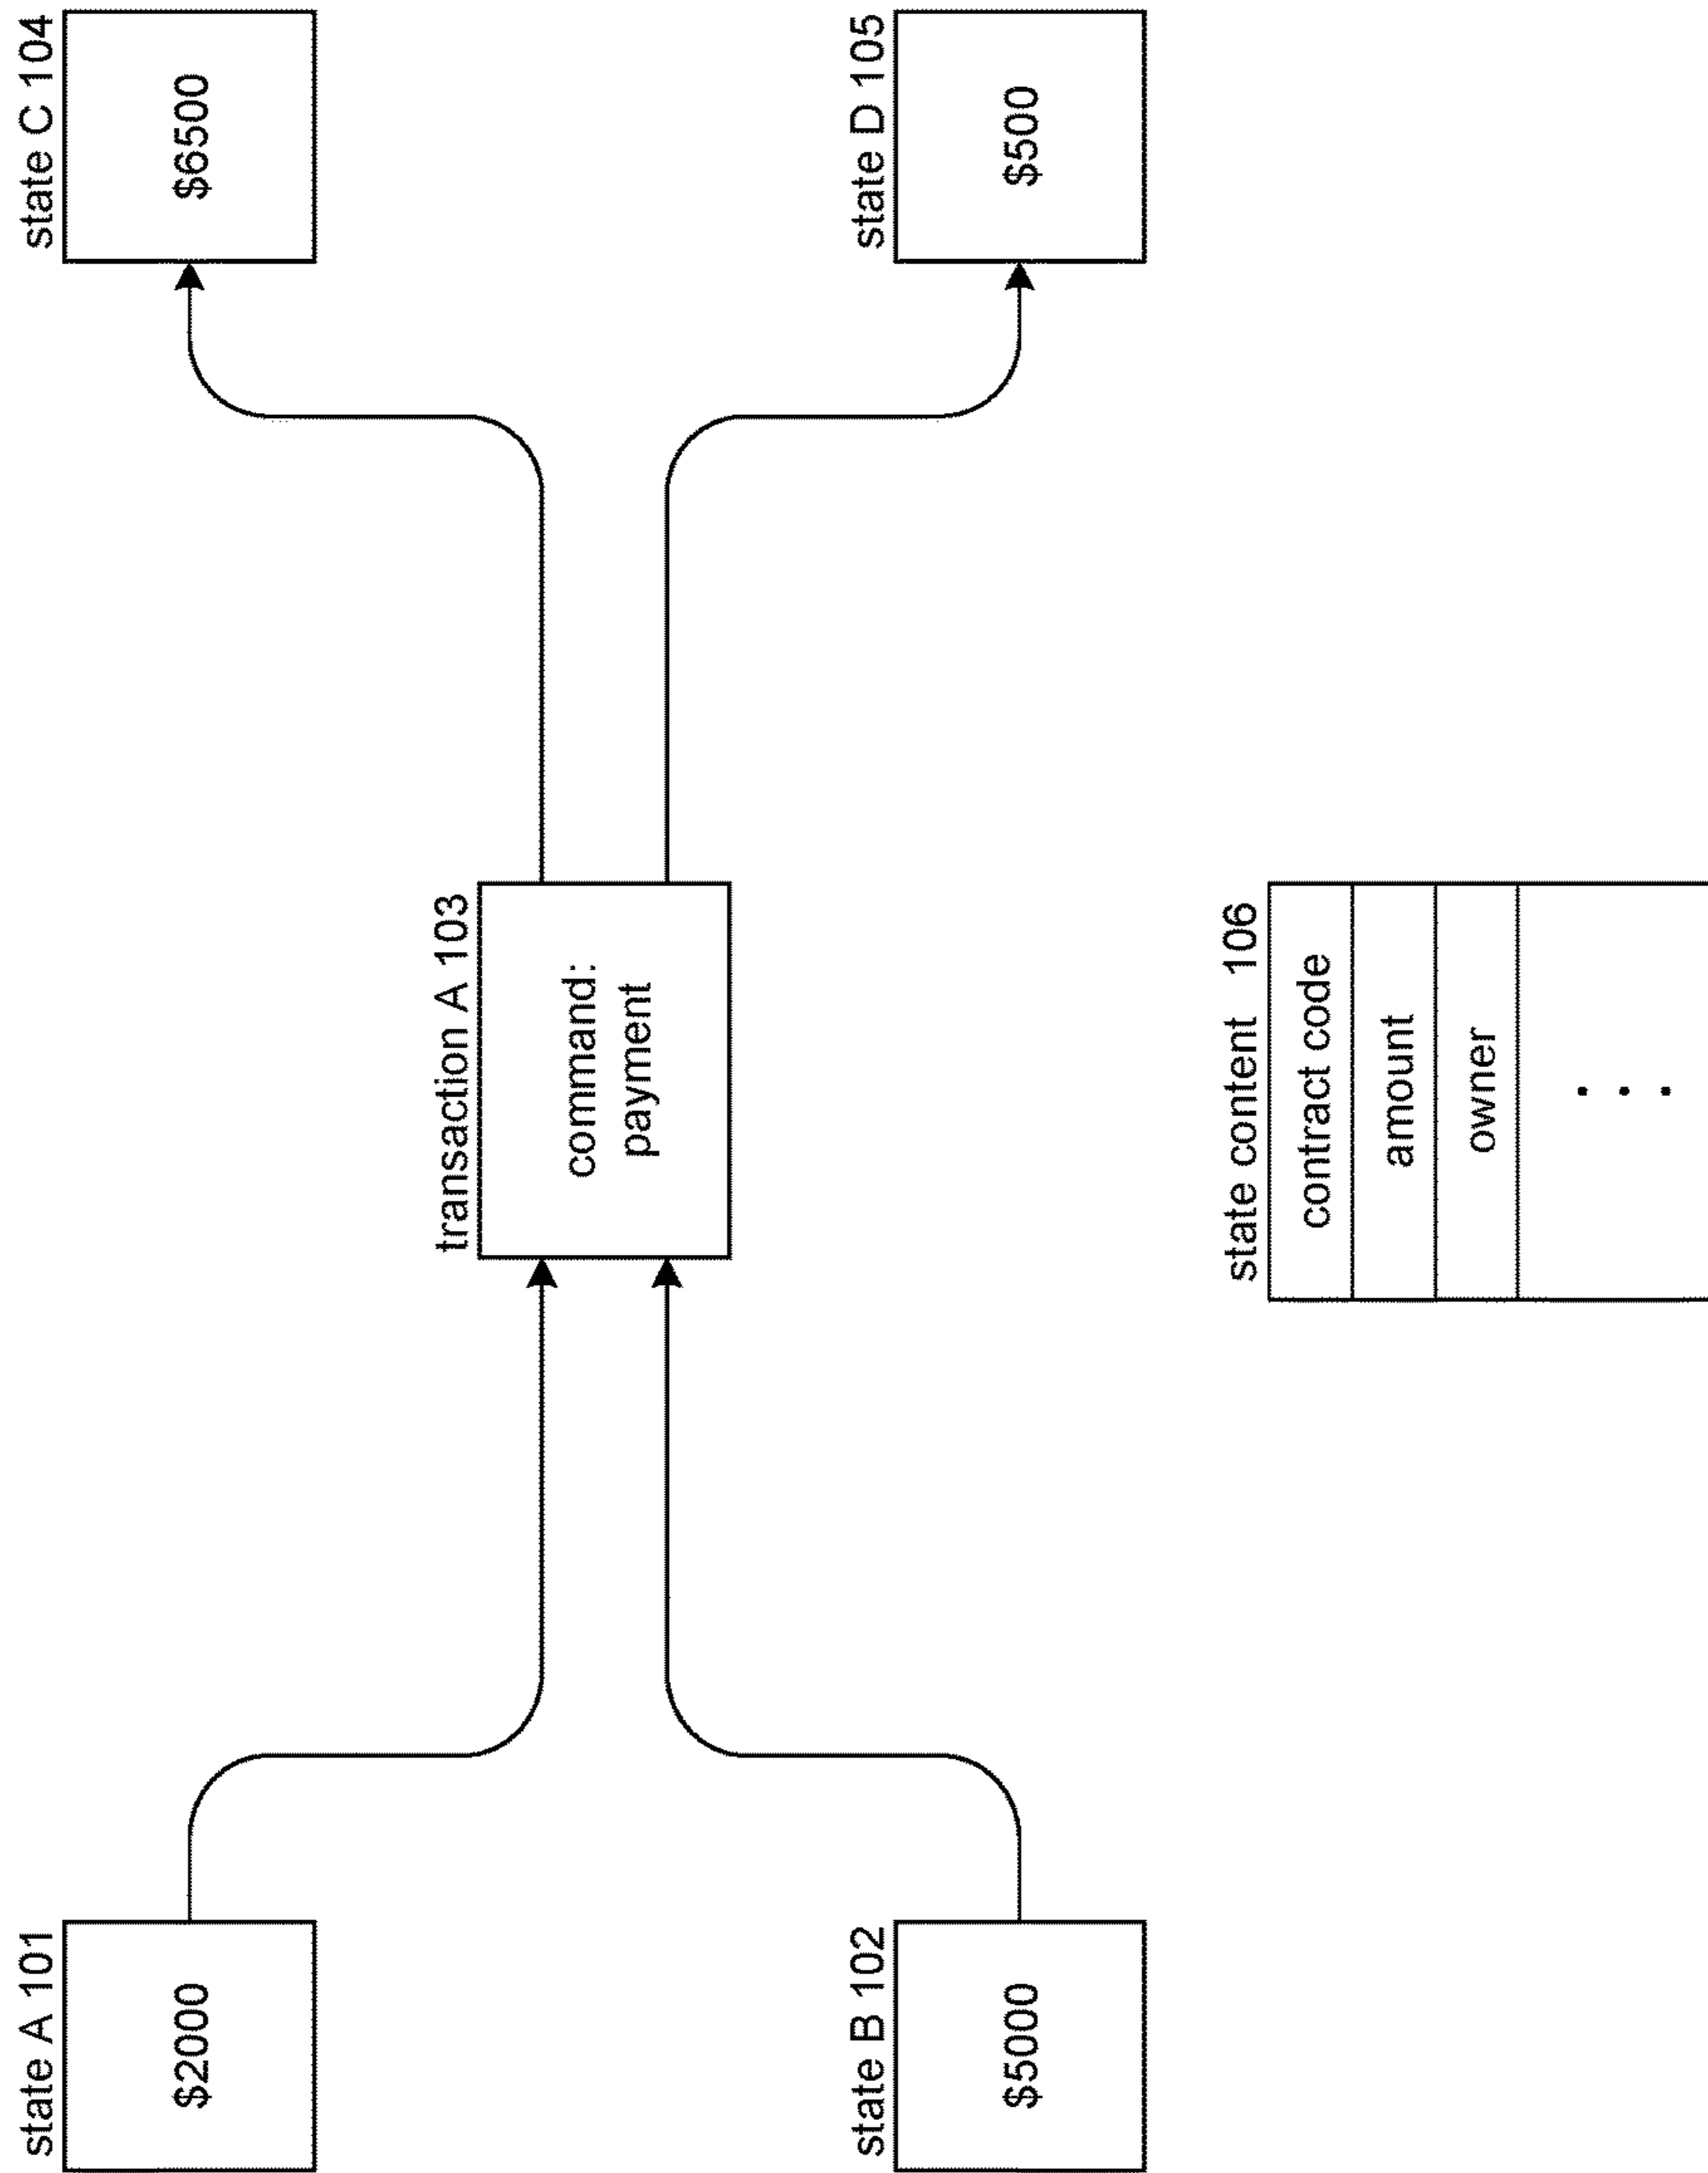 state A 101
$2000
state B 102
$5000
transaction A 103
command:
payment
state C 104
$6500
state D 105
$500
state content 106
contract code
amount
owner
. . .